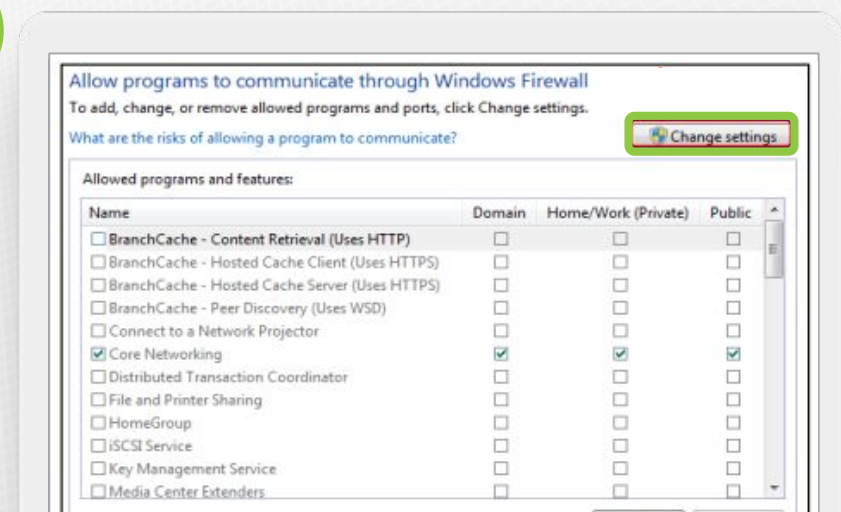 Allow programs to communicate through Windows Firewall
To add, change, or remove allowed programs and ports, click Change settings.
What are the risks of allowing a program to communicate?
Change settings
Allowed programs and features:
Name Domain Home/Work (Private) Public
BranchCache - Content Retrieval (Uses HTTP)
BranchCache - Hosted Cache Client (Uses HTTPS)
BranchCache - Hosted Cache Server (Uses HTTPS)
BranchCache - Peer Discovery (Uses WSD)
Connect to a Network Projector
Core Networking
Distributed Transaction Coordinator
File and Printer Sharing
HomeGroup
iSCSI Service
Key Management Service
Media Center Extenders